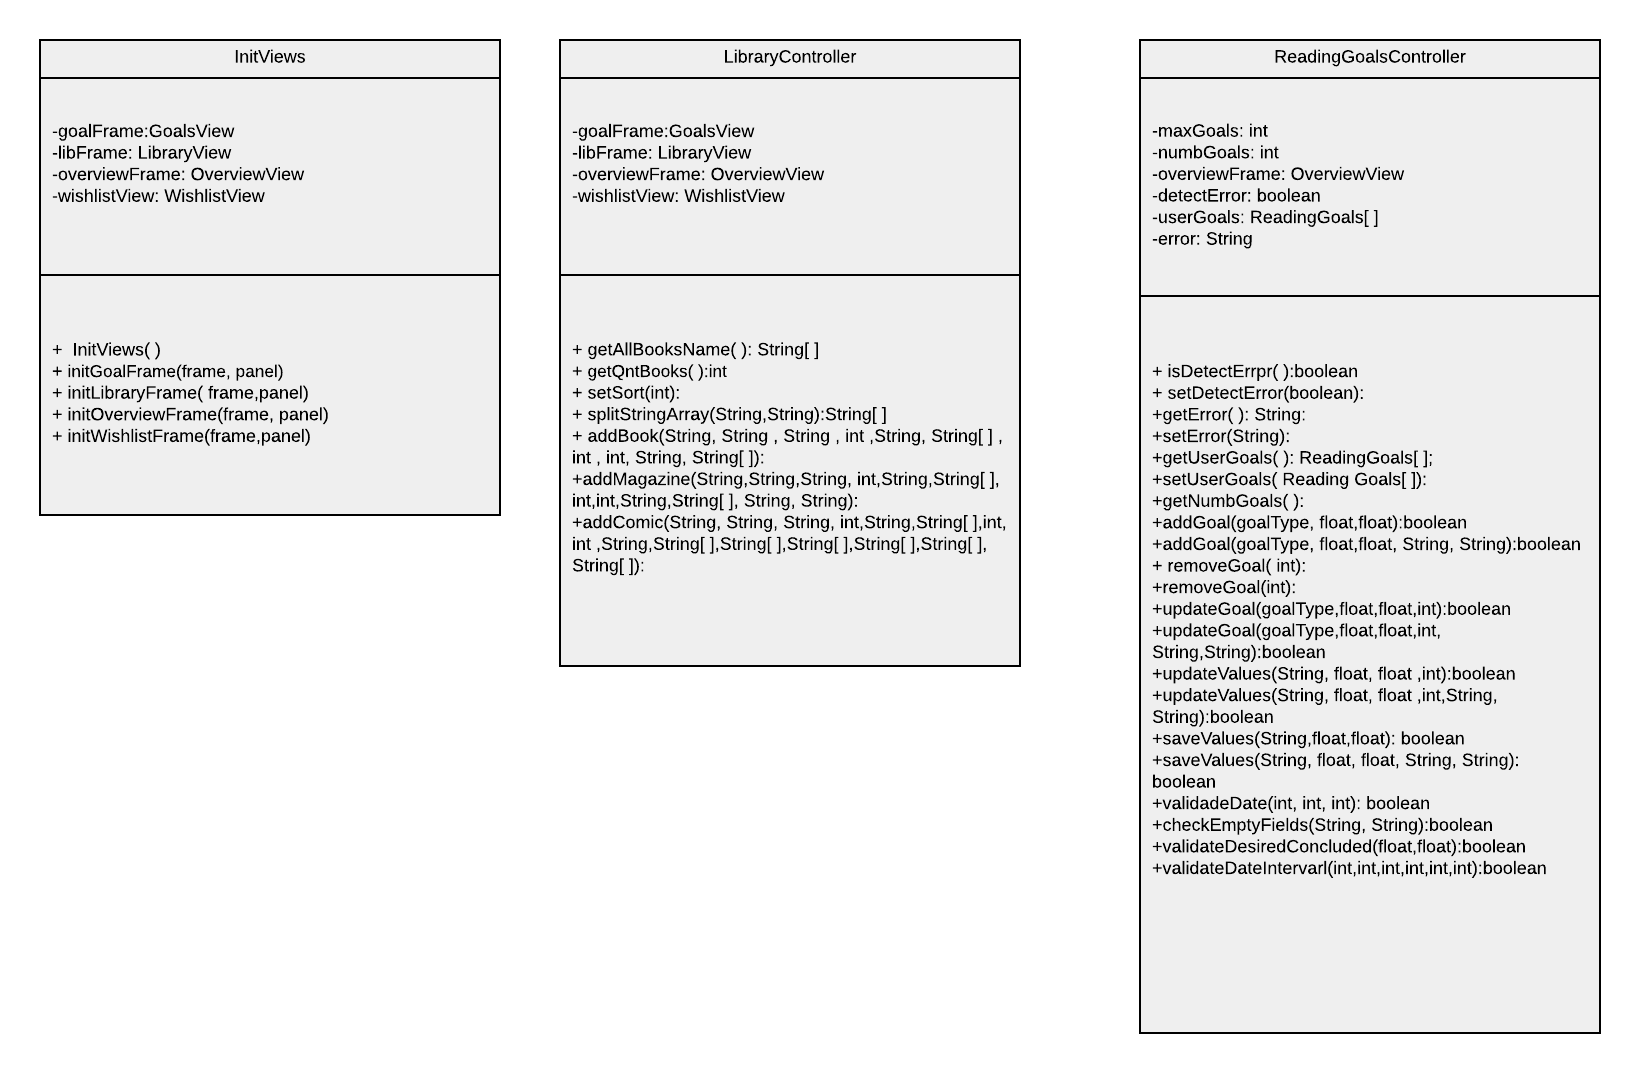 InitViews
-goalFrame:GoalsView
-libFrame: LibraryView
-overviewFrame: OverviewView
-wishlistView: WishlistView
+  InitViews( )
+ initGoalFrame(frame, panel)
+ initLibraryFrame( frame,panel)
+ initOverviewFrame(frame, panel)
+ initWishlistFrame(frame,panel)
LibraryController
-goalFrame:GoalsView
-libFrame: LibraryView
-overviewFrame: OverviewView
-wishlistView: WishlistView
+ getAllBooksName( ): String[ ]
+ getQntBooks( ):int
+ setSort(int):
+ splitStringArray(String,String):String[ ]
+ addBook(String, String , String , int ,String, String[ ] ,
int , int, String, String[ ]):
+addMagazine(String,String,String, int,String,String[ ],
int,int,String,String[ ], String, String):
+addComic(String, String, String, int,String,String[ ],int,
int ,String,String[ ],String[ ],String[ ],String[ ],String[ ],
String[ ]):
ReadingGoalsController
-maxGoals: int
-numbGoals: int
-overviewFrame: OverviewView
-detectError: boolean
-userGoals: ReadingGoals[ ]
-error: String
+ isDetectErrpr( ):boolean
+ setDetectError(boolean):
+getError( ): String:
+setError(String):
+getUserGoals( ): ReadingGoals[ ];
+setUserGoals( Reading Goals[ ]):
+getNumbGoals( ):
+addGoal(goalType, float,float):boolean
+addGoal(goalType, float,float, String, String):boolean
+ removeGoal( int):
+removeGoal(int):
+updateGoal(goalType,float,float,int):boolean
+updateGoal(goalType,float,float,int,
String,String):boolean
+updateValues(String, float, float ,int):boolean
+updateValues(String, float, float ,int,String,
String):boolean
+saveValues(String,float,float): boolean
+saveValues(String, float, float, String, String):
boolean
+validadeDate(int, int, int): boolean
+checkEmptyFields(String, String):boolean
+validateDesiredConcluded(float,float):boolean
+validateDateIntervarl(int,int,int,int,int,int):boolean